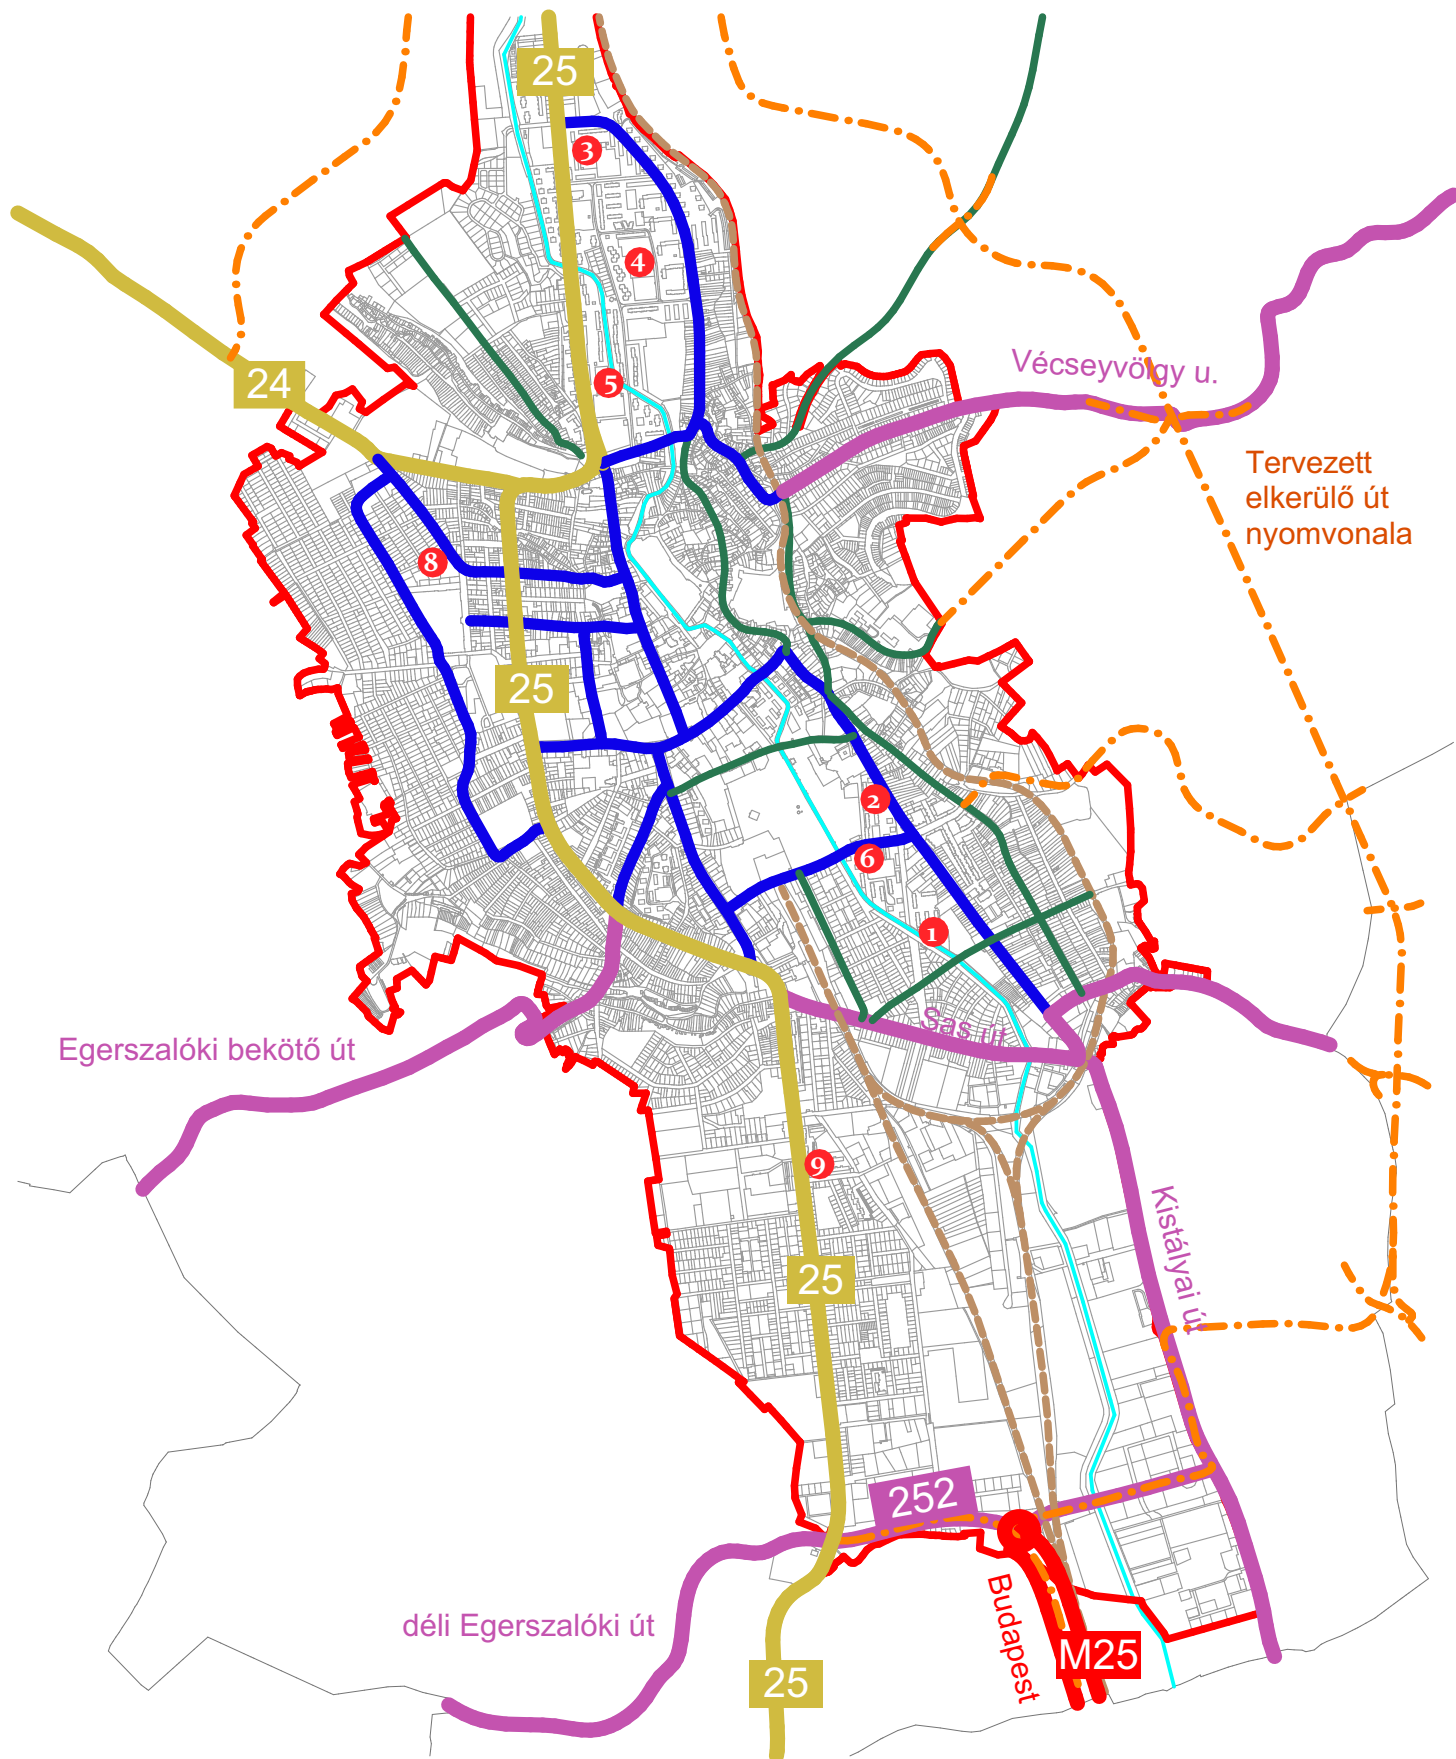 25
3
4
Vécseyvölgy u.
24
5
Tervezett
elkerülő út
nyomvonala
8
25
2
6
1
Sas út
Egerszalóki bekötő út
9
Kistályai út
25
252
Budapest
déli Egerszalóki út
M25
25